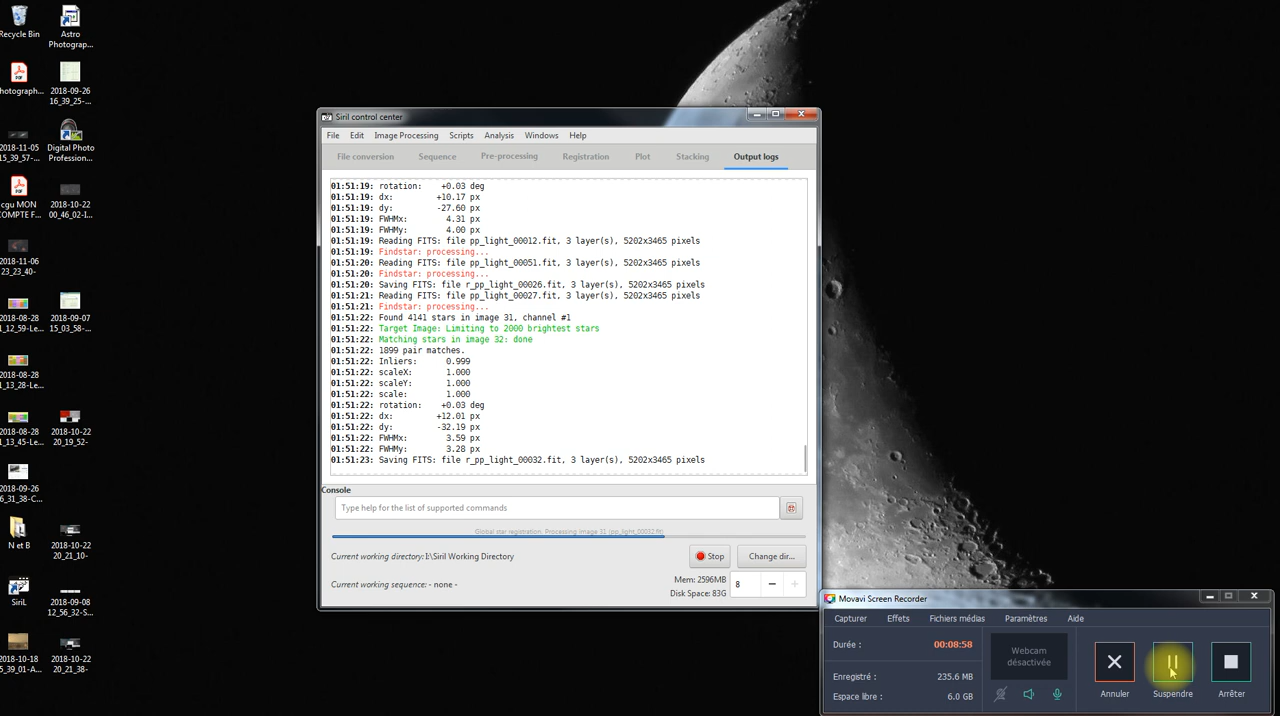 Recycle Bin
Astro
Photograp...
Photograph...
2018-09-26
16_39_25-...
2018-11-05
15_39_57-...
Digital Photo
Profession...
cgu MON
COMPTE F...
2018-10-22
00_46_02-I...
2018-11-06
23_23_40-
2018-08-28
1_12_59-Le...
2018-09-07
15_03_58-...
2018-08-28
1_13_28-Le...
2018-08-28
1_13_45-Le...
2018-10-22
20_19_52-
2018-09-26
6_31_38-C...
N et B
2018-10-22
20_21_10-
SiriL
2018-09-08
12_56_32-S...
2018-10-18
5_39_01-A...
2018-10-22
20_21_38-
Siril control center
File Edit Image Processing Scripts Analysis Windows Help
File conversion Sequence Pre-processing Registration Plot Stacking Output logs
01:51:19: rotation: +0.03 deg
01:51:19: dx: +10.17 px
01:51:19: dy: -27.60 px
01:51:19: FWHMx: 4.31 px
01:51:19: FWHMy: 4.00 px
01:51:19: Reading FITS: file pp_light_00012.fit, 3 layer(s), 5202x3465 pixels
01:51:19: Findstar: processing...
01:51:20: Reading FITS: file pp_light_00051.fit, 3 layer(s), 5202x3465 pixels
01:51:20: Findstar: processing...
01:51:20: Saving FITS: file r_pp_light_00026.fit, 3 layer(s), 5202x3465 pixels
01:51:21: Reading FITS: file pp_light_00027.fit, 3 layer(s), 5202x3465 pixels
01:51:21: Findstar: processing...
01:51:22: Found 4141 stars in image 31, channel #1
01:51:22: Target Image: Limiting to 2000 brightest stars
01:51:22: Matching stars in image 32: done
01:51:22: 1899 pair matches.
01:51:22: Inliers: 0.999
01:51:22: scaleX: 1.000
01:51:22: scaleY: 1.000
01:51:22: scale: 1.000
01:51:22: rotation: +0.03 deg
01:51:22: dx: +12.01 px
01:51:22: dy: -32.19 px
01:51:22: FWHMx: 3.59 px
01:51:22: FWHMy: 3.28 px
01:51:23: Saving FITS: file r_pp_light_00032.fit, 3 layer(s), 5202x3465 pixels
Console
Type help for the list of supported commands
Global star registration: Processing image 31 (pp_light_00032.fit)
Current working directory: I:\Siril Working Directory
Stop
Change dir...
Current working sequence: - none -
Mem: 2596MB
Disk Space: 83G
8
Movavi Screen Recorder
Capturer Effets Fichiers médias Paramètres Aide
Durée : 00:08:58
Webcam
désactivée
Enregistré : 235.6 MB
Espace libre : 6.0 GB
Annuler Suspendre Arrêter